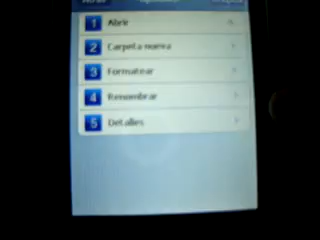 1 Abrir
2 Carpeta nueva
3 Formatear
4 Renombrar
5 Detalles